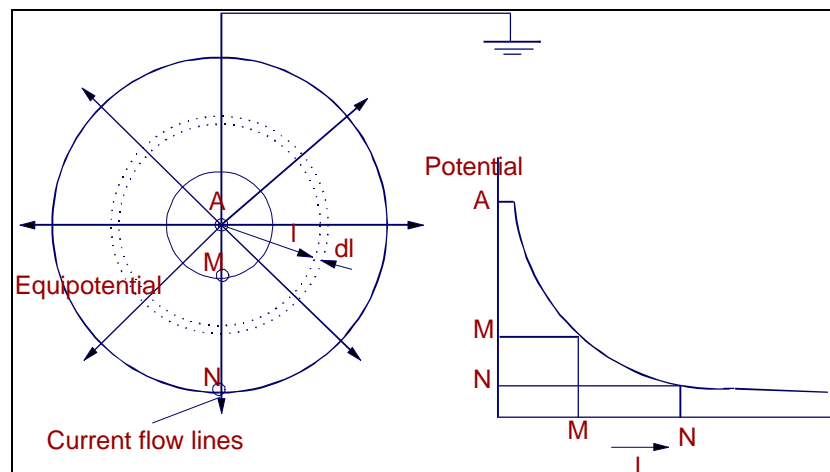 Potential
A
A
l
dl
M
Equipotential
M
N
N
Current flow lines
M
N
l